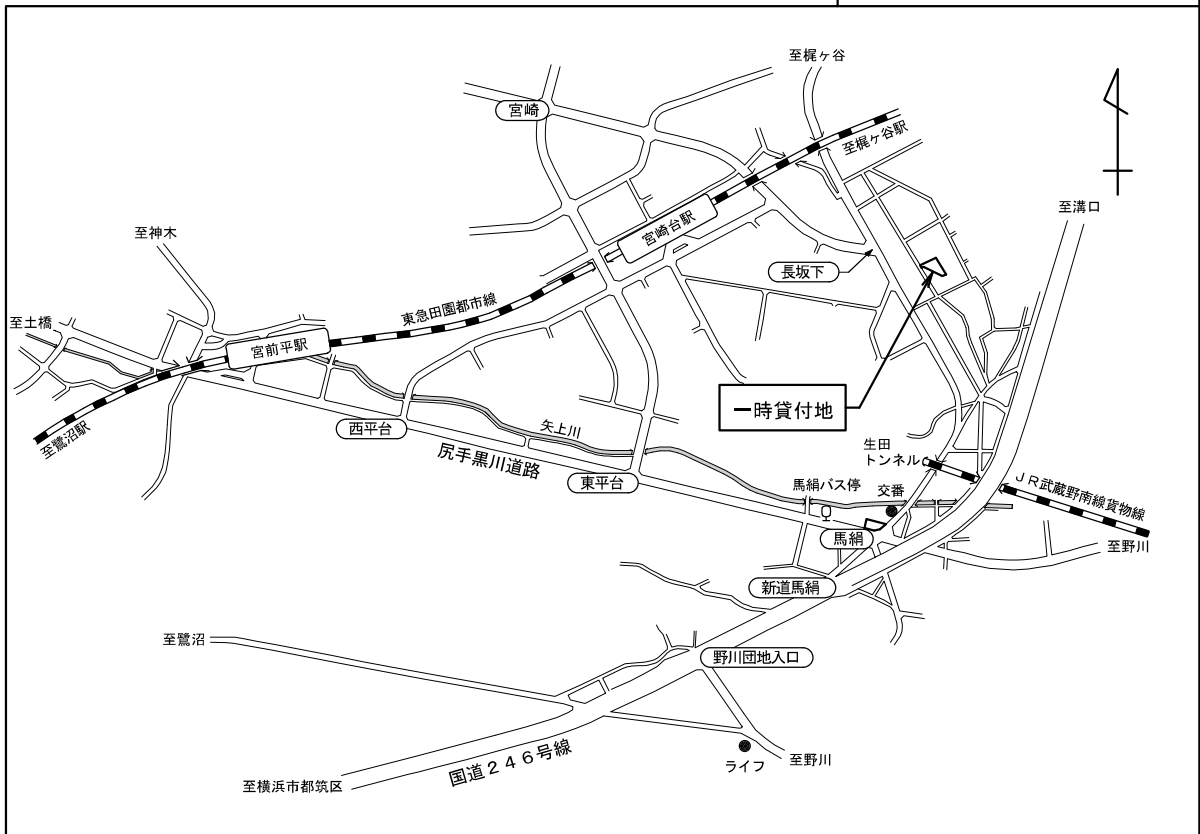 至梶ヶ谷
宮崎
至梶ヶ谷駅
至溝口
宮崎台駅
至神木
長坂下
東急田園都市線
至土橋
宮前平駅
一時貸付地
西平台
矢上川
至鷺沼駅
尻手黒川道路
生田
トンネル
東平台
馬絹バス停
交番
JR武蔵野南線貨物線
馬絹
至野川
新道馬絹
至鷺沼
野川団地入口
国道246号線
ライフ
至野川
至横浜市都筑区